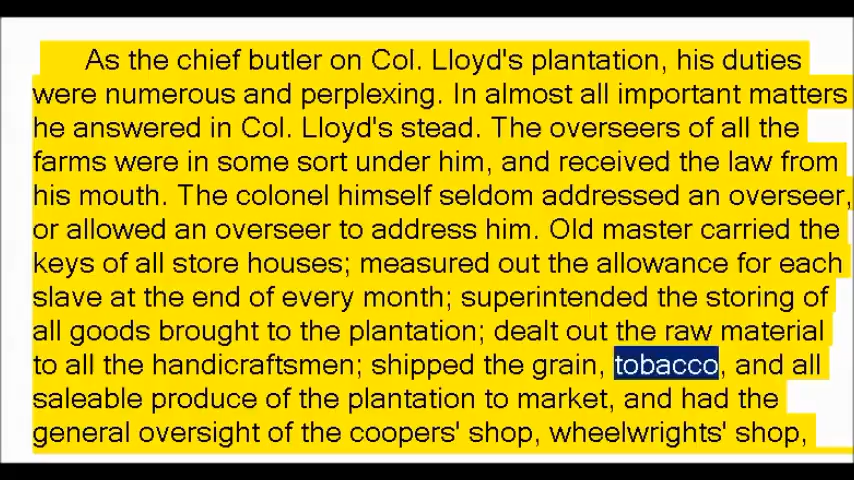 As the chief butler on Col. Lloyd's plantation, his duties
were numerous and perplexing. In almost all important matters
he answered in Col. Lloyd's stead. The overseers of all the
farms were in some sort under him, and received the law from
his mouth. The colonel himself seldom addressed an overseer,
or allowed an overseer to address him. Old master carried the
keys of all store houses; measured out the allowance for each
slave at the end of every month; superintended the storing of
all goods brought to the plantation; dealt out the raw material
to all the handicraftsmen; shipped the grain, tobacco, and all
saleable produce of the plantation to market, and had the
general oversight of the coopers' shop, wheelwrights' shop,